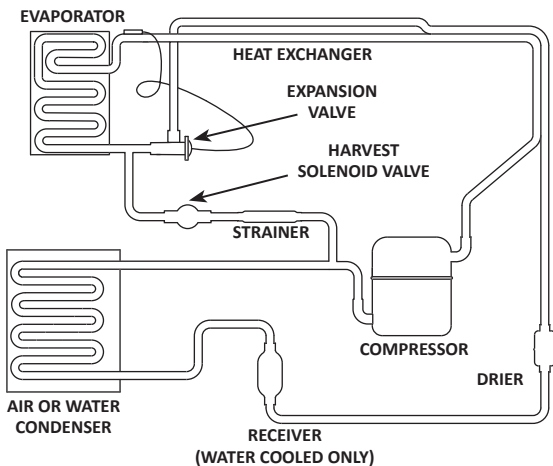 EVAPORATOR
HEAT EXCHANGER
EXPANSION
VALVE
HARVEST
SOLENOID VALVE
STRAINER
COMPRESSOR
DRIER
AIR OR WATER
CONDENSER
RECEIVER
(WATER COOLED ONLY)